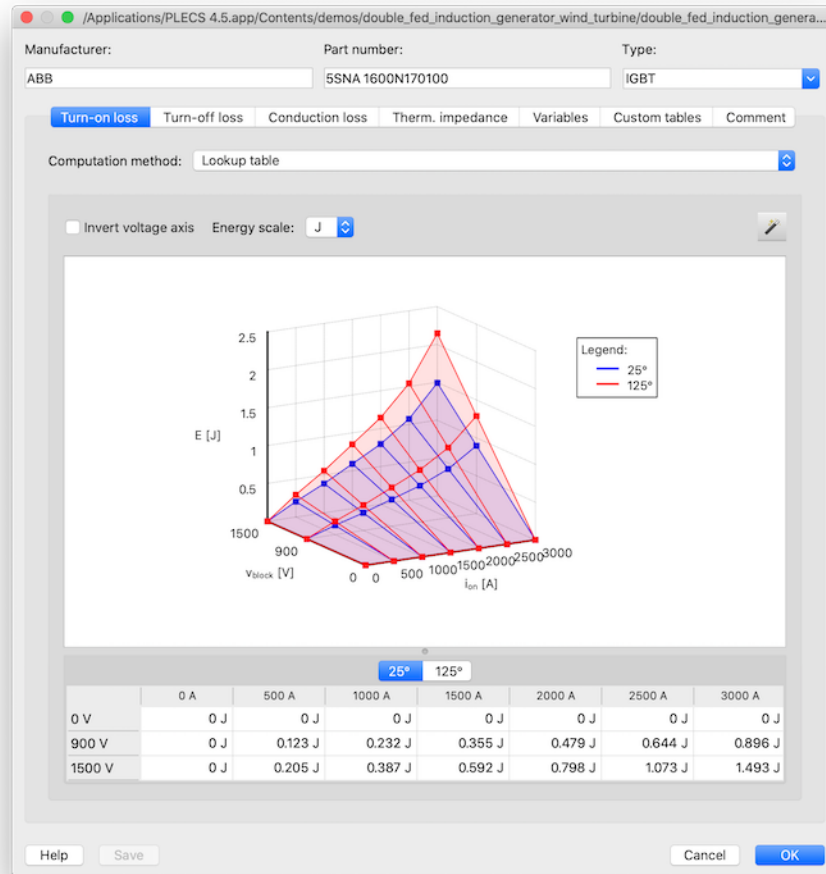 /Applications/PLECS 4.5.app/Contents/demos/double_fed_induction_generator_wind_turbine/double_fed_induction_genera...
Manufacturer: Part number: Type:
ABB 5SNA 1600N170100 IGBT
Turn-on loss Turn-off loss Conduction loss Therm. impedance Variables Custom tables Comment
Computation method: Lookup table
Invert voltage axis Energy scale: J
2.5
2
1.5
E [J]
1
0.5
1500
900
0
v_block [V]
0 500 1000 1500 2000 2500 3000
i_on [A]
Legend:
25°
125°
25° 125°
0 A 500 A 1000 A 1500 A 2000 A 2500 A 3000 A
0 V 0 J 0 J 0 J 0 J 0 J 0 J 0 J
900 V 0 J 0.123 J 0.232 J 0.355 J 0.479 J 0.644 J 0.896 J
1500 V 0 J 0.205 J 0.387 J 0.592 J 0.798 J 1.073 J 1.493 J
Help Save Cancel OK